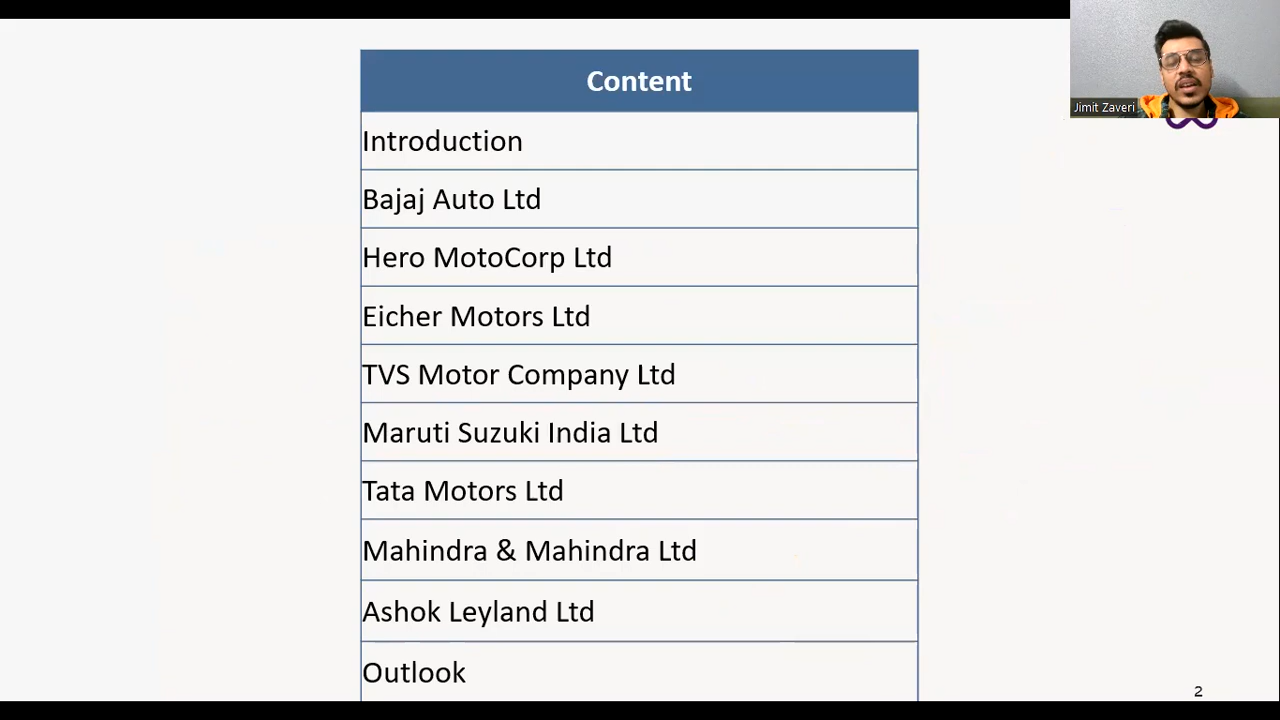 Content
Jimit Zaveri
Introduction
Bajaj Auto Ltd
Hero MotoCorp Ltd
Eicher Motors Ltd
TVS Motor Company Ltd
Maruti Suzuki India Ltd
Tata Motors Ltd
Mahindra & Mahindra Ltd
Ashok Leyland Ltd
Outlook
2